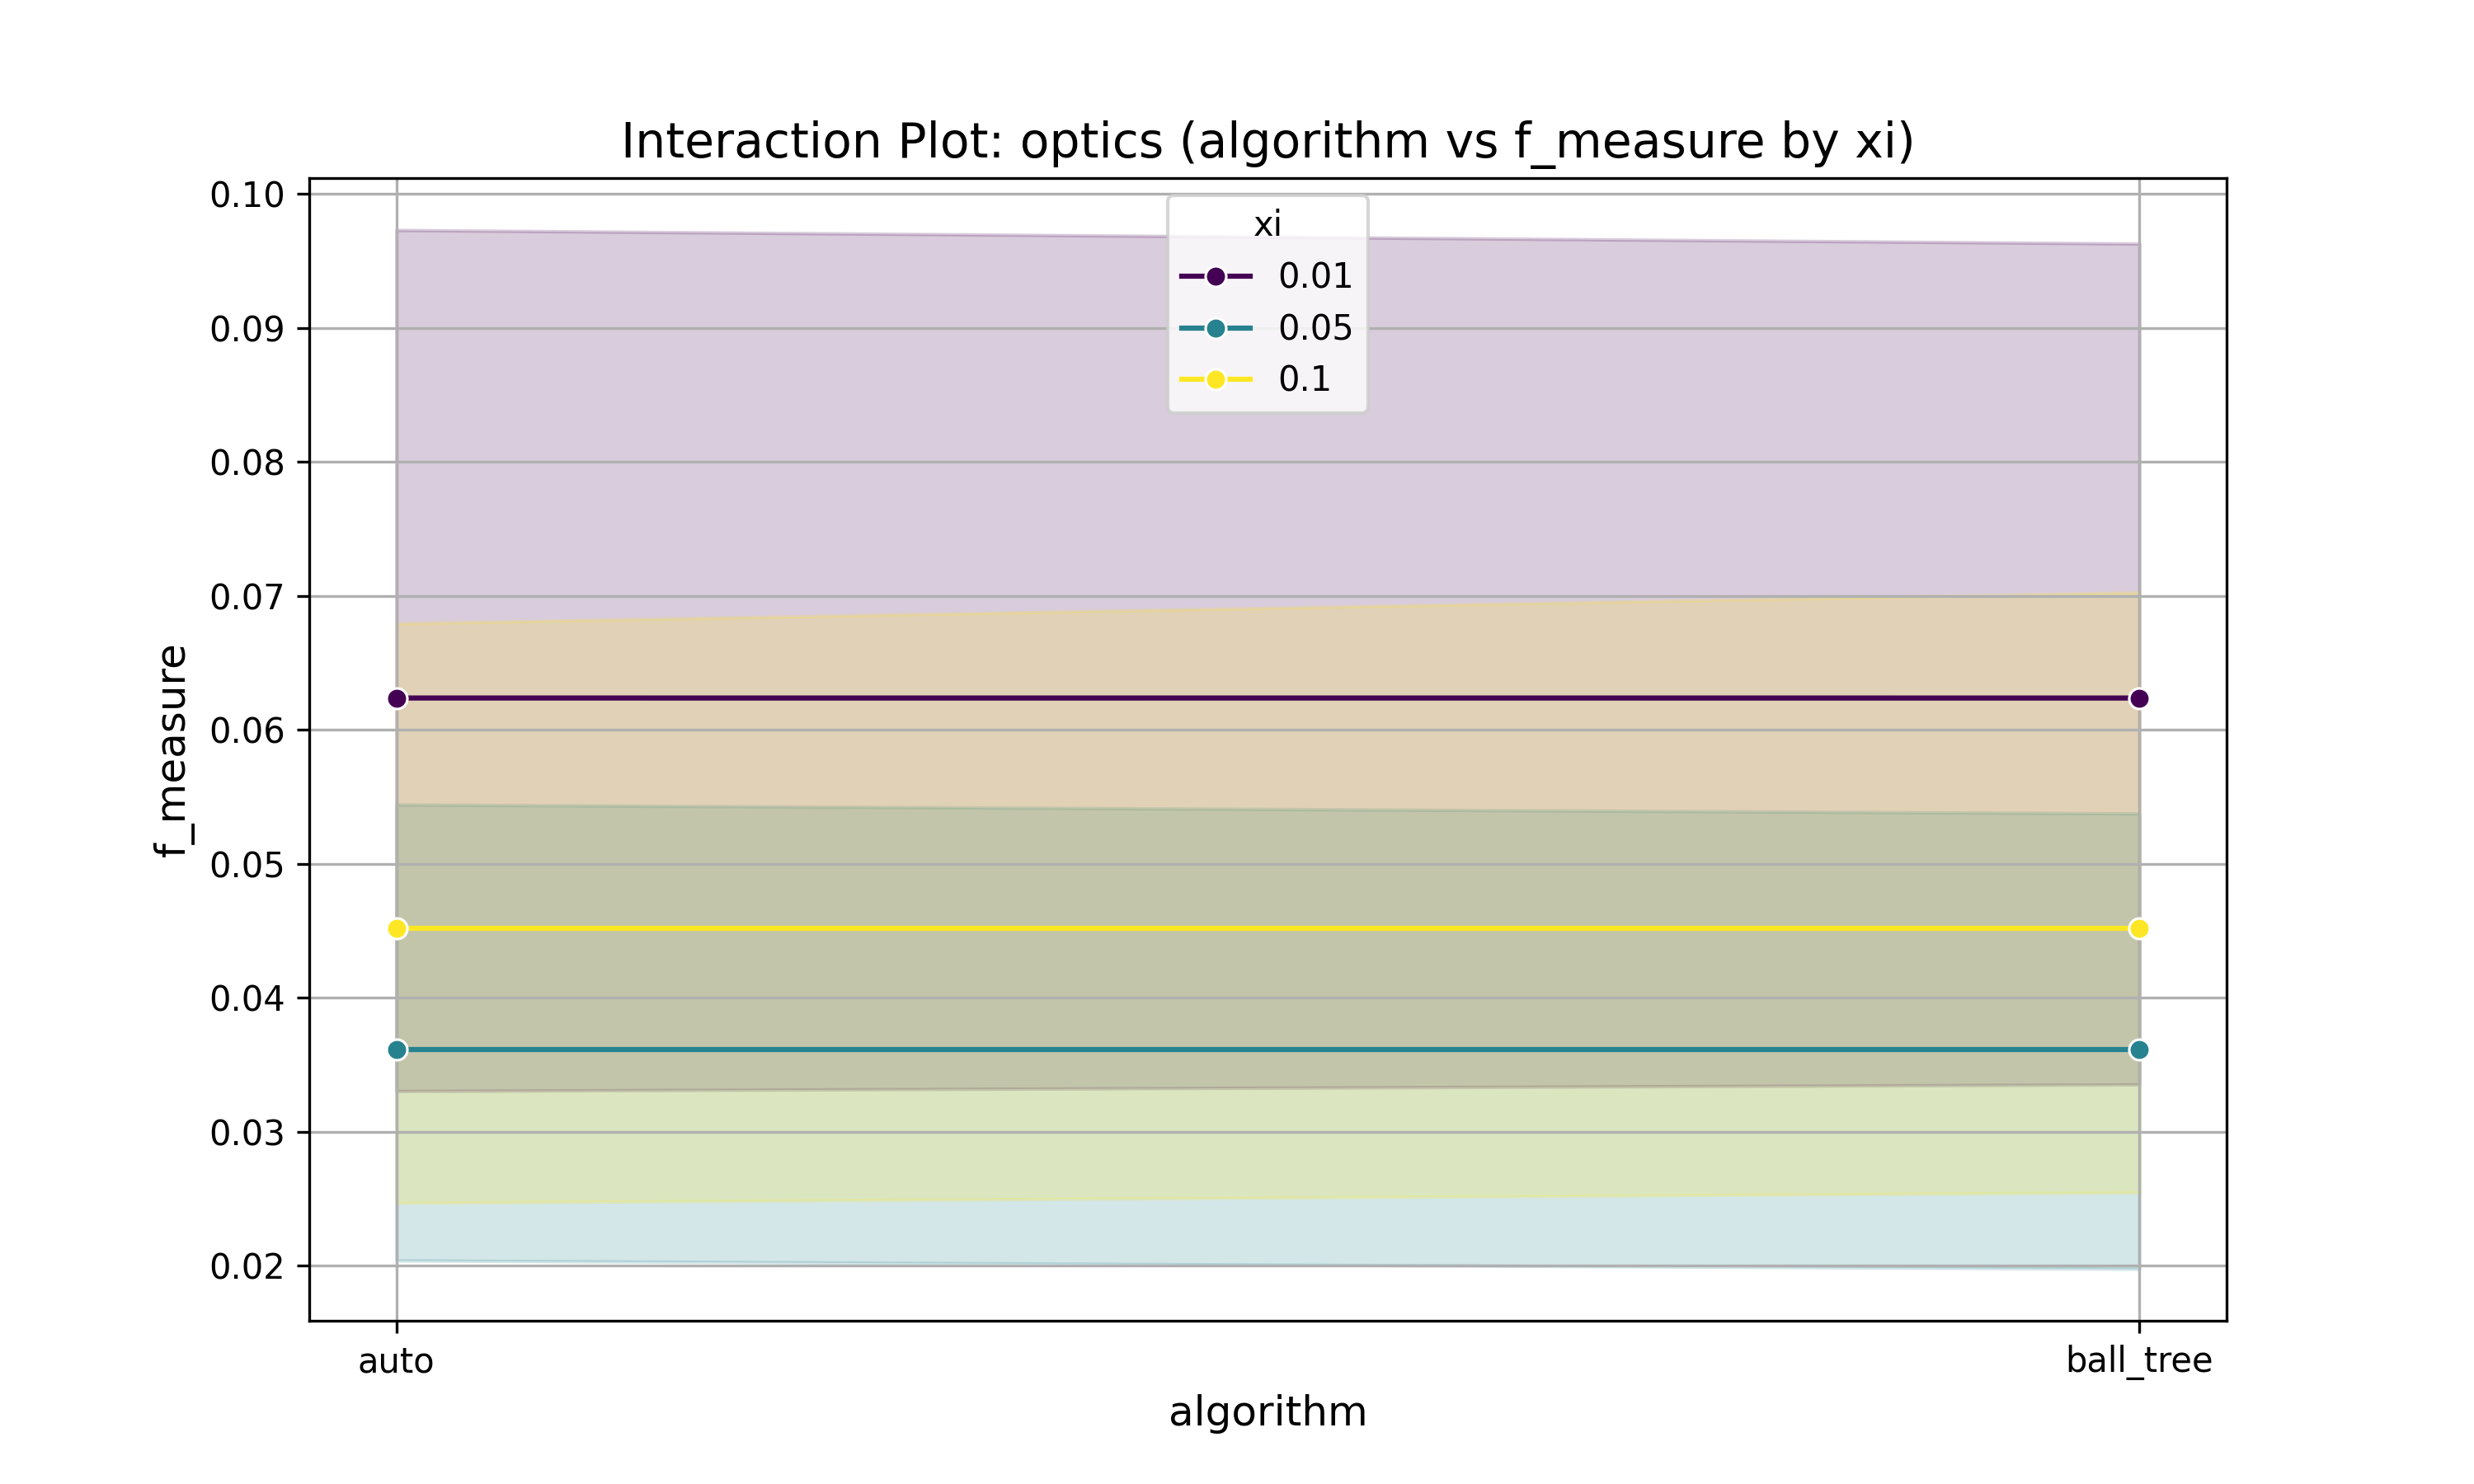 Interaction Plot: optics (algorithm vs f_measure by xi)
xi
0.01
0.05
0.1
f_measure
0.10
0.09
0.08
0.07
0.06
0.05
0.04
0.03
0.02
auto
ball_tree
algorithm